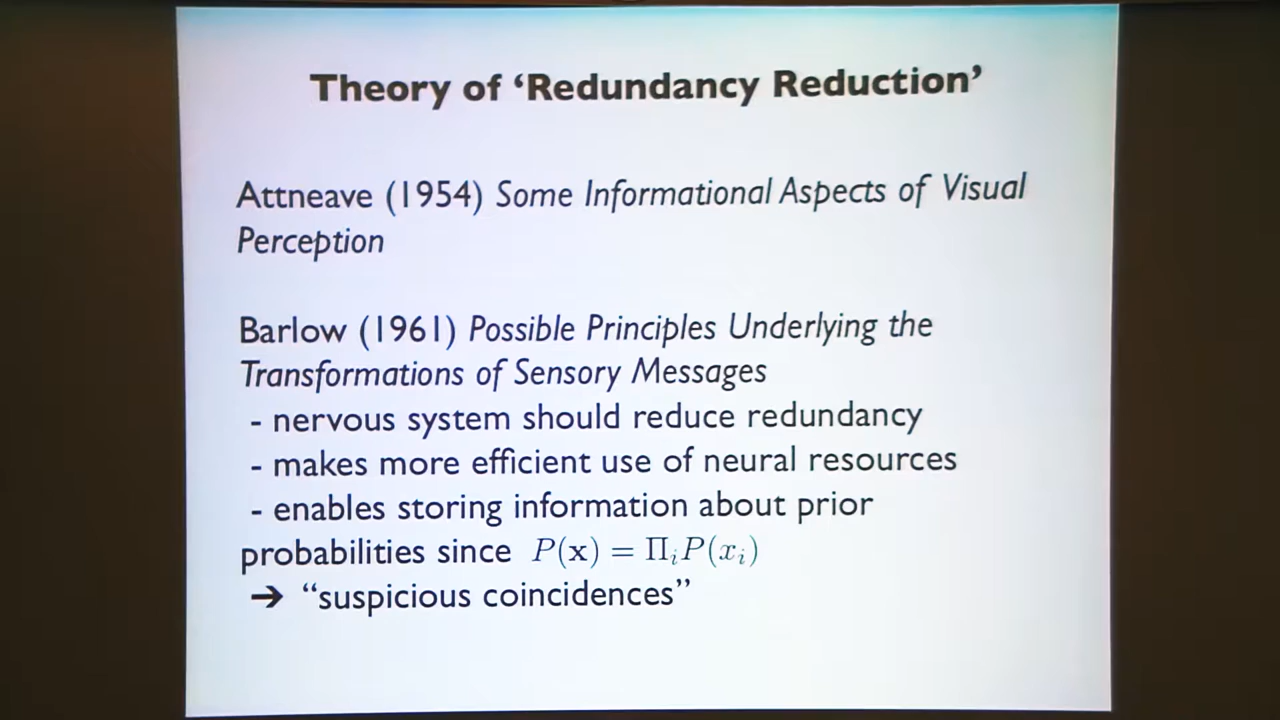 Theory of ‘Redundancy Reduction’
Attneave (1954) Some Informational Aspects of Visual
Perception
Barlow (1961) Possible Principles Underlying the
Transformations of Sensory Messages
- nervous system should reduce redundancy
- makes more efficient use of neural resources
- enables storing information about prior
probabilities since P(x) = Π_i P(x_i)
➔ “suspicious coincidences”